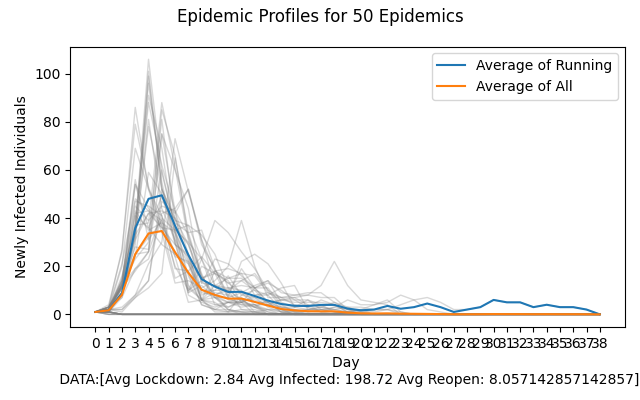 Epidemic Profiles for 50 Epidemics
Average of Running
Average of All
Newly Infected Individuals
100
80
60
40
20
0
0 1 2 3 4 5 6 7 8 9 10 11 12 13 14 15 16 17 18 19 20 21 22 23 24 25 26 27 28 29 30 31 32 33 34 35 36 37 38
Day
DATA:[Avg Lockdown: 2.84 Avg Infected: 198.72 Avg Reopen: 8.057142857142857]